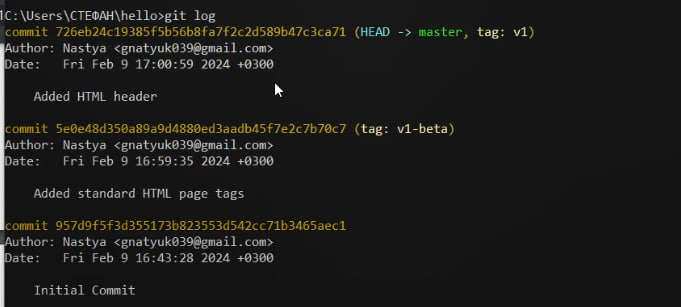 C:\Users\СТЕФАН\hello>git log
commit 726eb24c19385f5b56b8fa7f2c2d589b47c3ca71 (HEAD -> master, tag: v1)
Author: Nastya <gnatyuk039@gmail.com>
Date:   Fri Feb 9 17:00:59 2024 +0300
Added HTML header
commit 5e0e48d350a89a9d4880ed3aadb45f7e2c7b70c7 (tag: v1-beta)
Author: Nastya <gnatyuk039@gmail.com>
Date:   Fri Feb 9 16:59:35 2024 +0300
Added standard HTML page tags
commit 957d9f5f3d355173b823553d542cc71b3465aec1
Author: Nastya <gnatyuk039@gmail.com>
Date:   Fri Feb 9 16:43:28 2024 +0300
Initial Commit